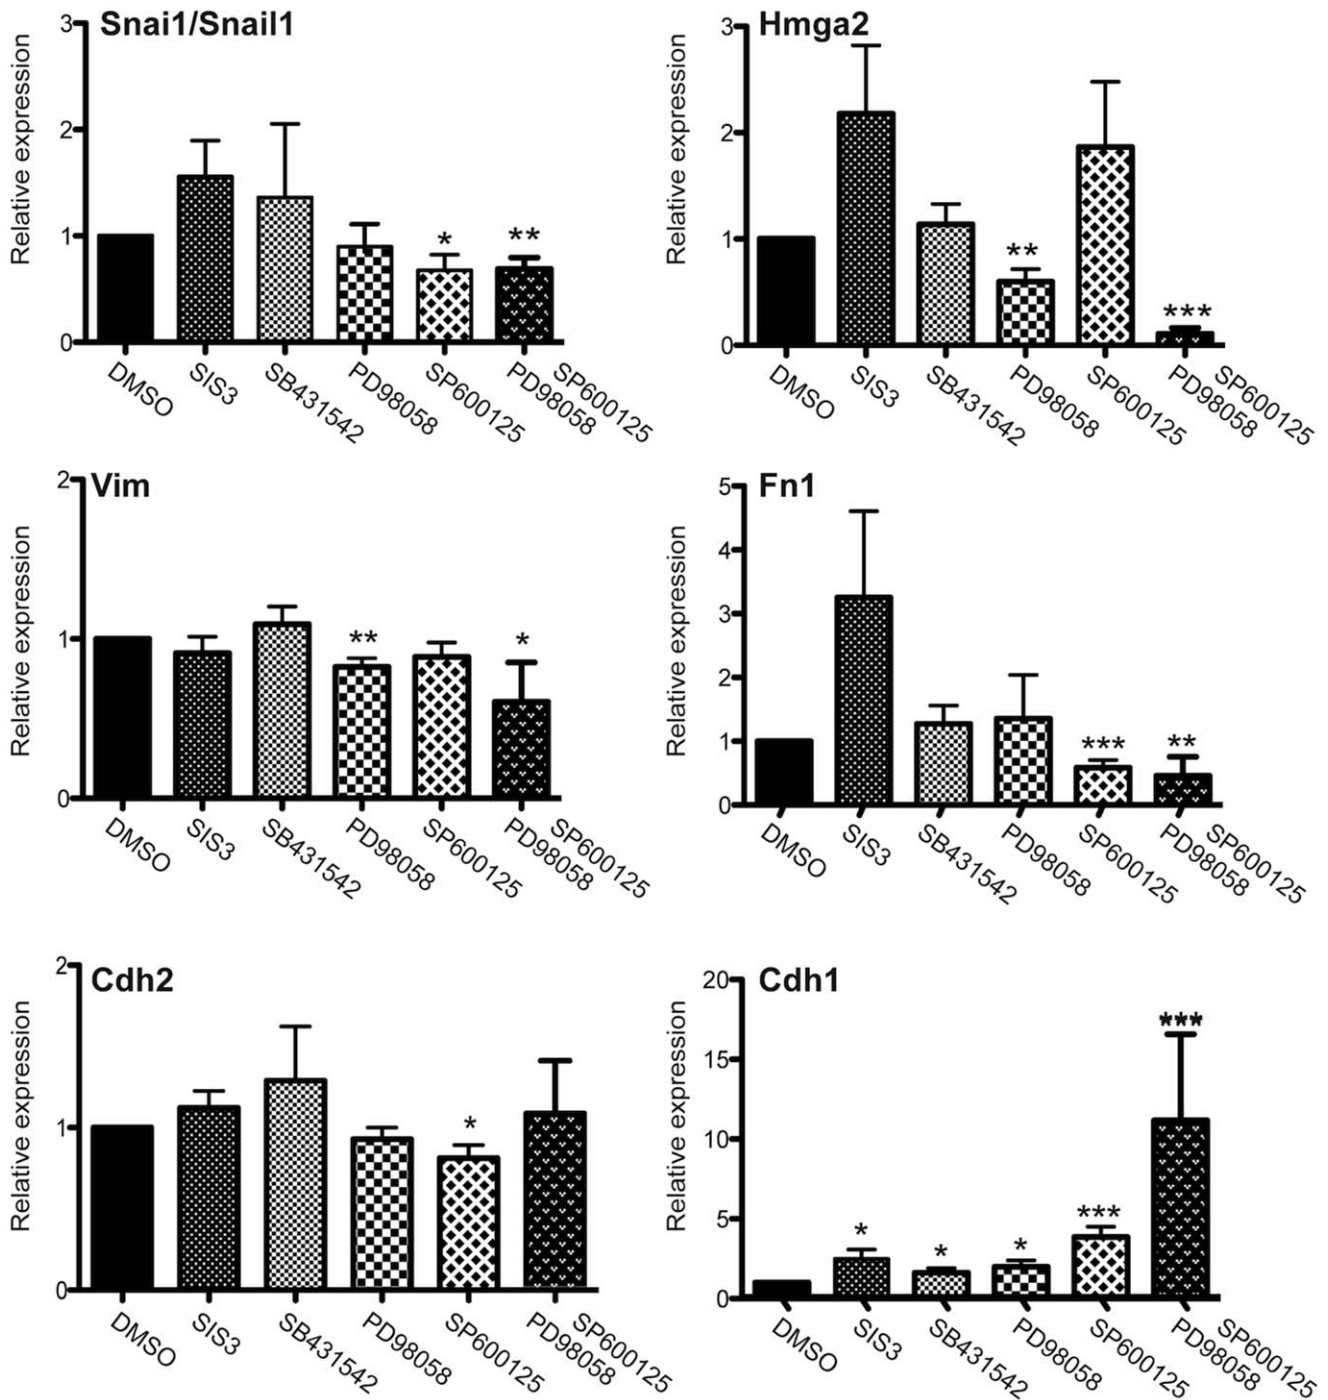 Snai1/Snail1
Relative expression
3
2
1
0
*
**
DMSO
SIS3
SB431542
PD98058
SP600125
PD98058
SP600125
Hmga2
Relative expression
3
2
1
0
**
***
DMSO
SIS3
SB431542
PD98058
SP600125
PD98058
SP600125
Vim
Relative expression
2
1
0
**
*
DMSO
SIS3
SB431542
PD98058
SP600125
PD98058
SP600125
Fn1
Relative expression
5
4
3
2
1
0
***
**
DMSO
SIS3
SB431542
PD98058
SP600125
PD98058
SP600125
Cdh2
Relative expression
2
1
0
*
DMSO
SIS3
SB431542
PD98058
SP600125
PD98058
SP600125
Cdh1
Relative expression
20
15
10
5
0
*
*
*
***
***
DMSO
SIS3
SB431542
PD98058
SP600125
PD98058
SP600125